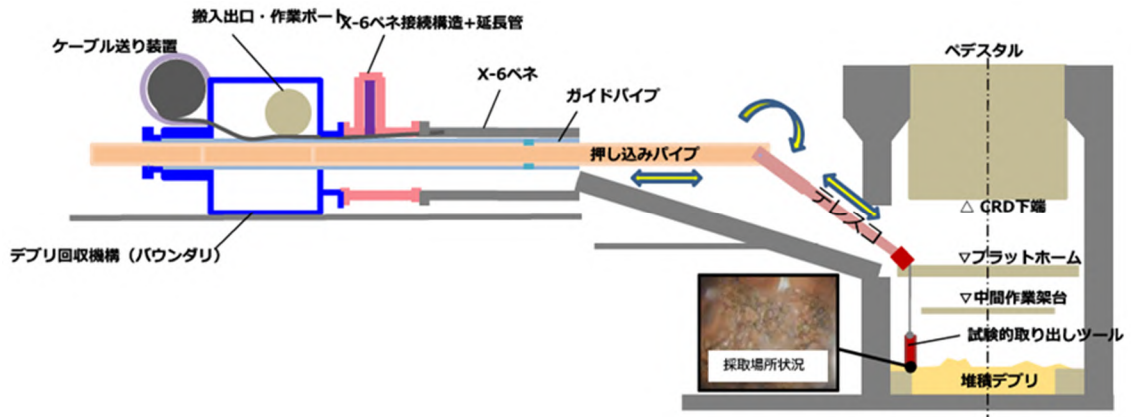 搬入出口・作業ポート
X-6ペネ接続構造+延長管
ケーブル送り装置
X-6ペネ
ガイドパイプ
押し込みパイプ
テレスコ
デブリ回収機構（バウンダリ）
ペデスタル
△ CRD下端
▽プラットホーム
▽中間作業架台
試験的取り出しツール
採取場所状況
堆積デブリ